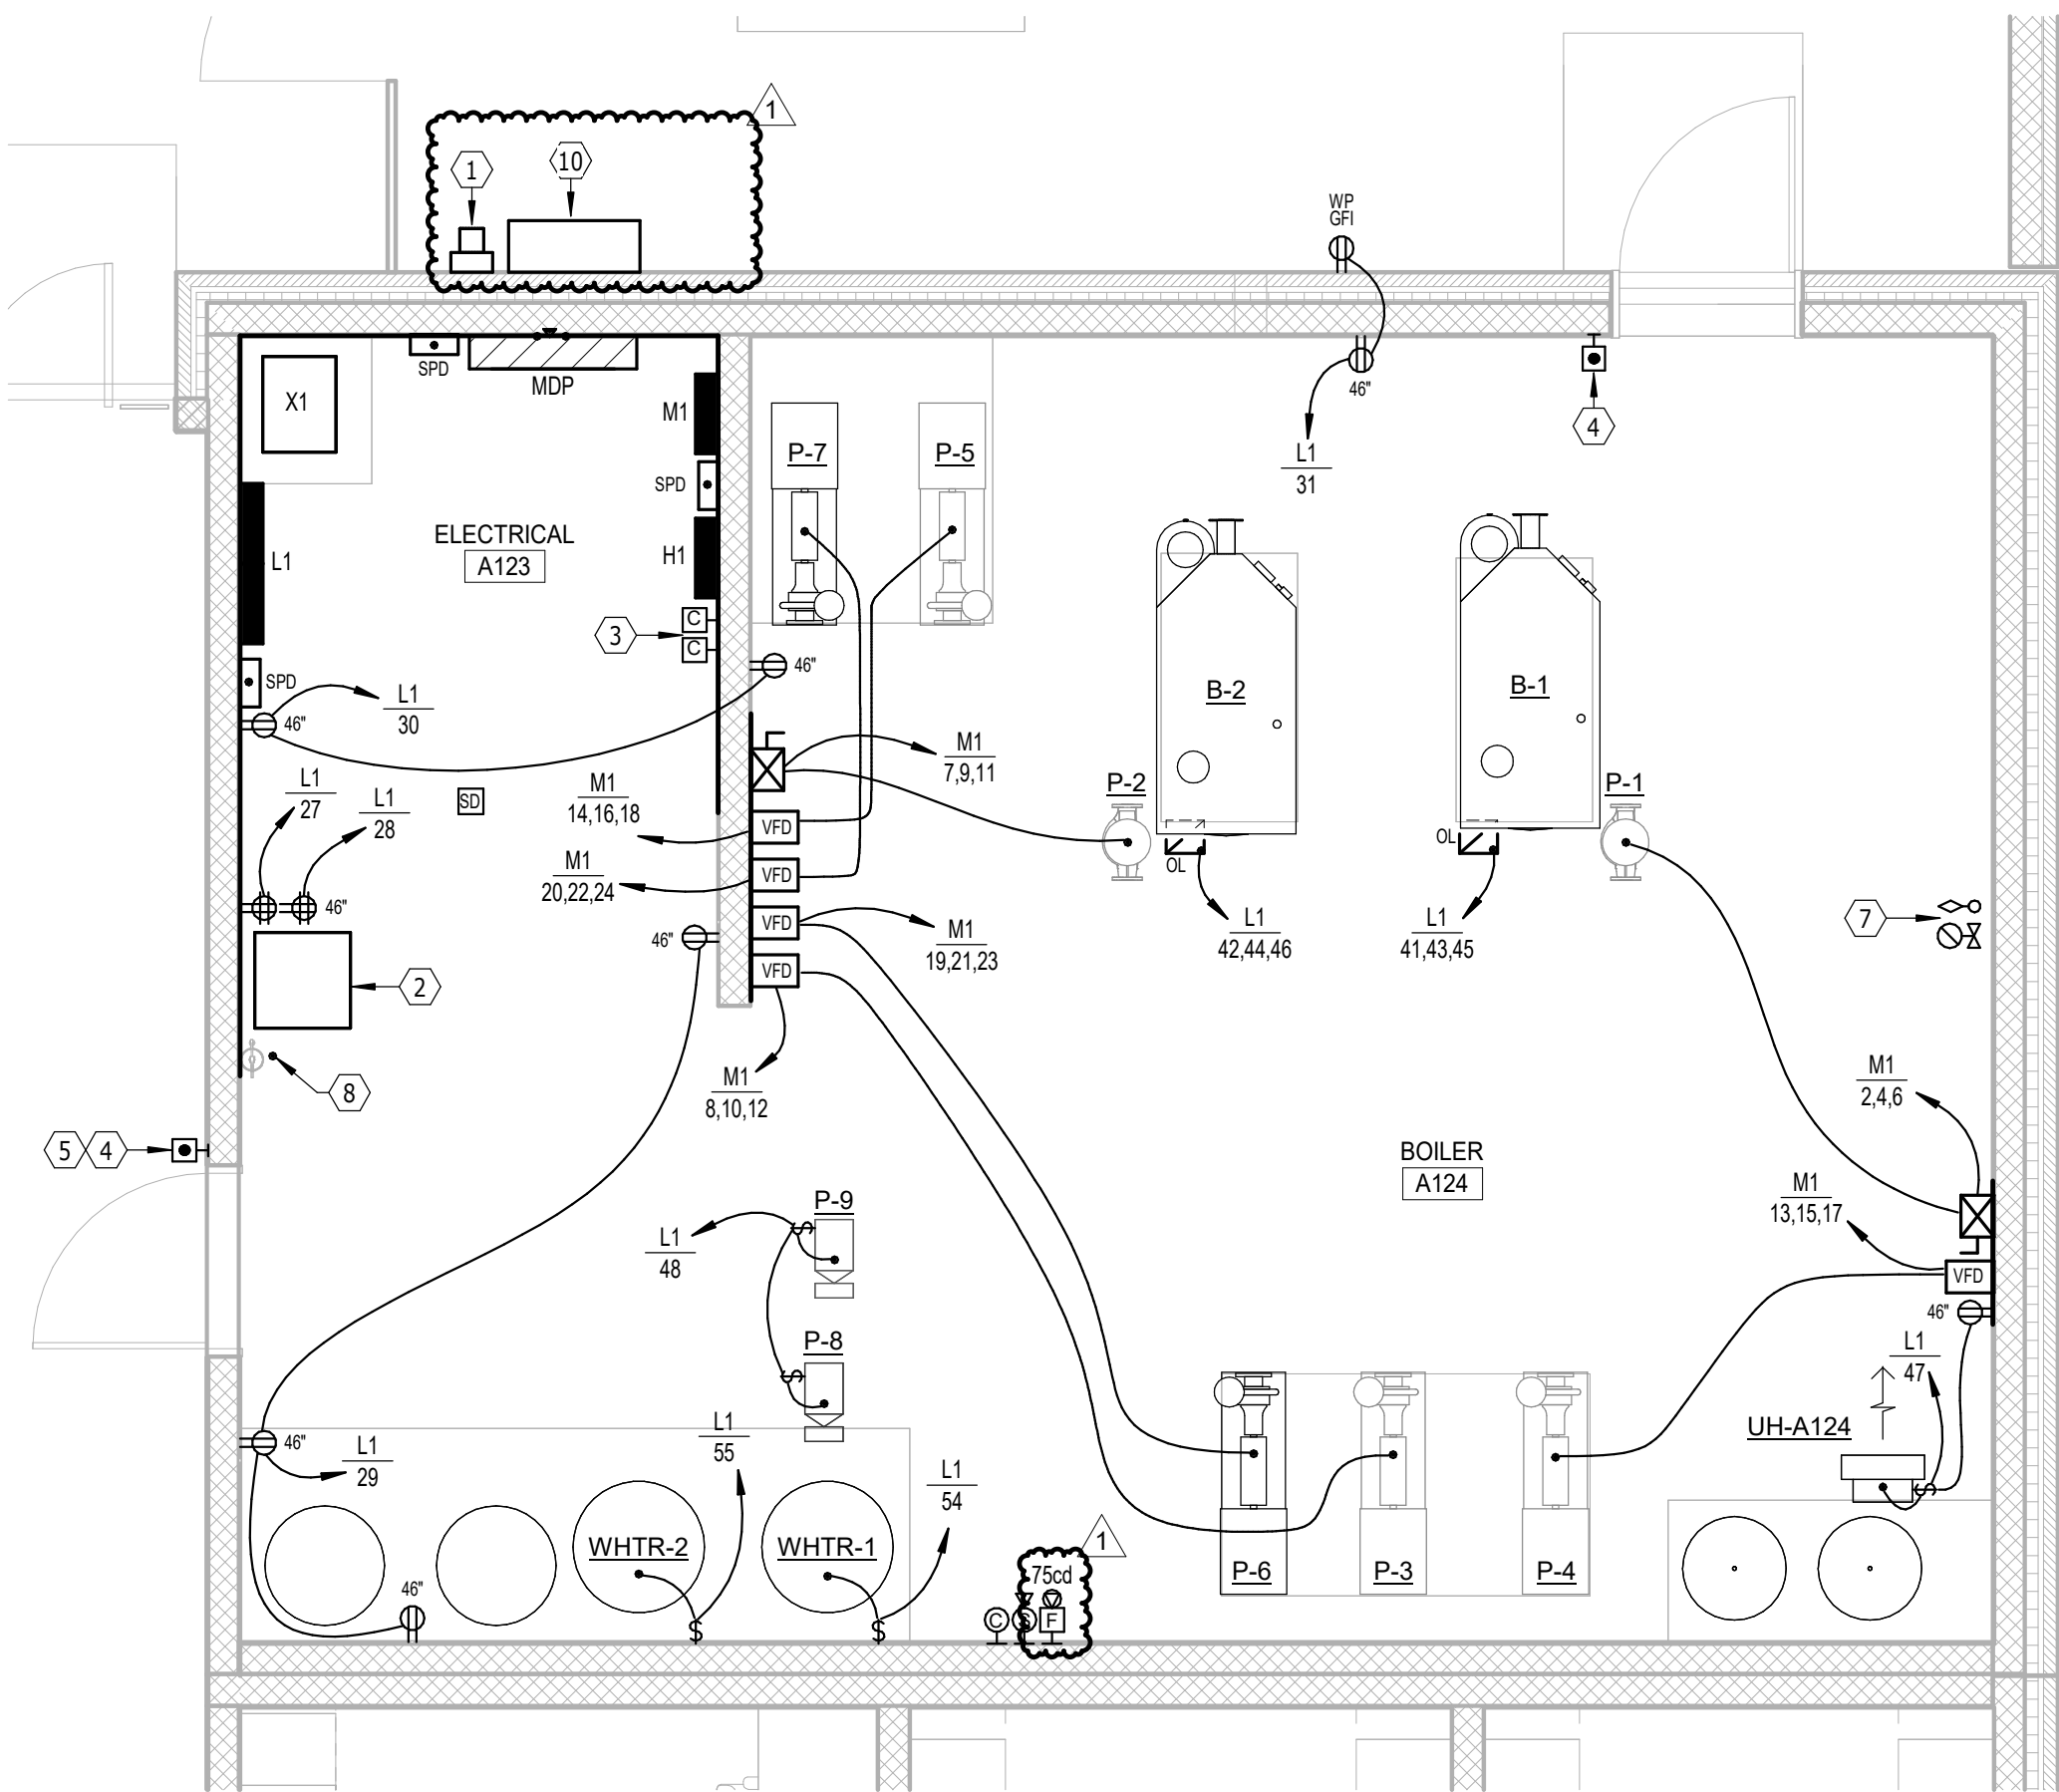 1
1
10
WP
GFI
SPD
MDP
X1
M1
46"
4
P-7
P-5
L1
31
SPD
ELECTRICAL
A123
H1
L1
C
3
C
46"
SPD
L1
30
46"
B-2
B-1
M1
7,9,11
P-2
P-1
L1
27
L1
28
SD
M1
14,16,18
VFD
OL
OL
M1
20,22,24
VFD
46"
L1
42,44,46
L1
41,43,45
7
VFD
46"
M1
19,21,23
VFD
2
M1
8,10,12
8
M1
2,4,6
5
4
BOILER
A124
M1
13,15,17
P-9
L1
48
VFD
46"
P-8
L1
47
L1
55
UH-A124
46"
L1
29
L1
54
WHTR-2
WHTR-1
1
75cd
P-6
P-3
P-4
46"
$
$
C
S
F